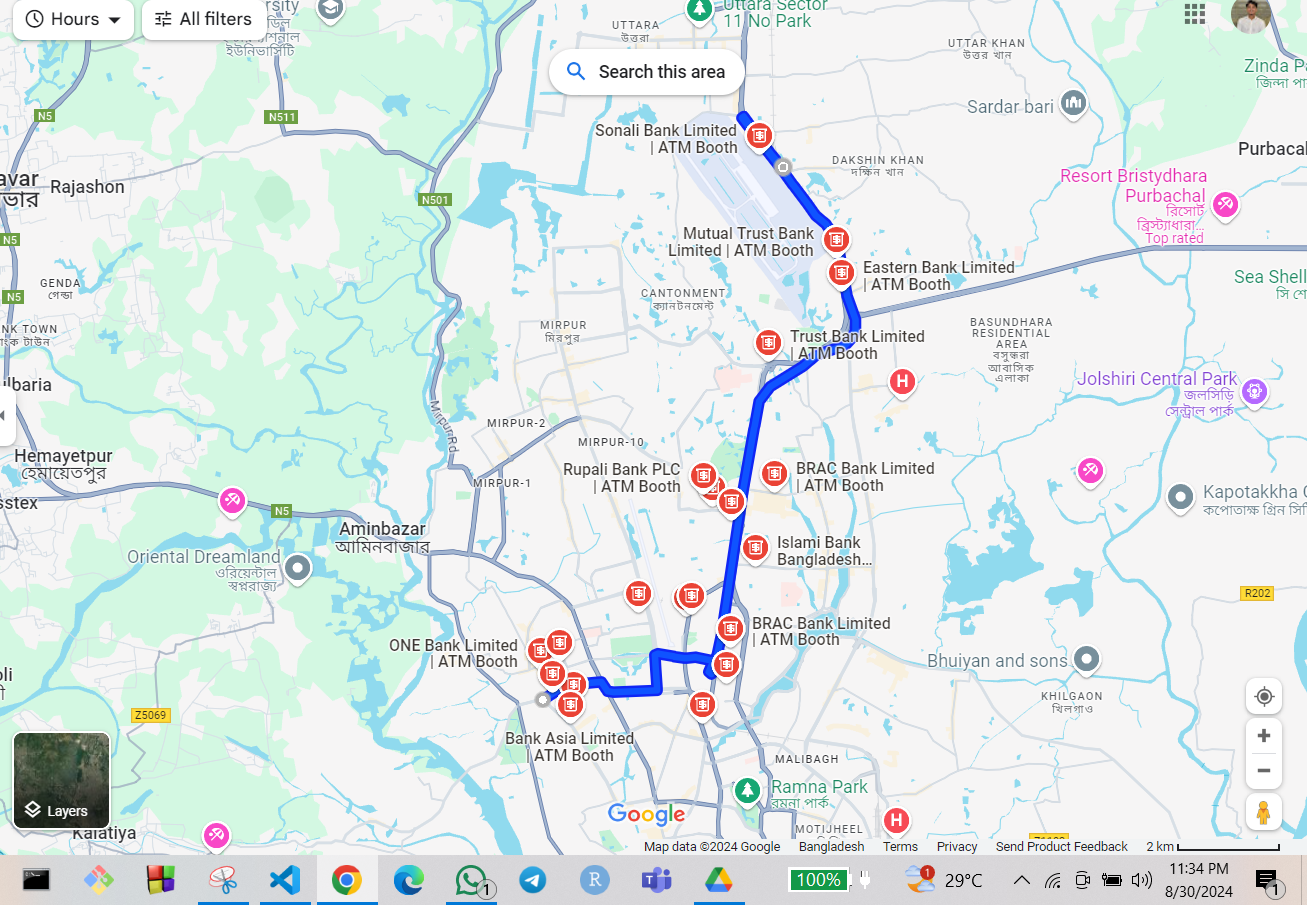 Hours
All filters
rsity
ডিল
শনাল
ইউনিভার্সিটি
UTTARA
উত্তরা
Uttara Sector
11 No Park
Search this area
UTTAR KHAN
উত্তর খান
Zinda Pa
জিন্দা পা
N5
N511
Sardar bari
Sonali Bank Limited
| ATM Booth
DAKSHIN KHAN
দক্ষিন খান
Purbacal
avar
ভার
Rajashon
N501
Resort Bristydhara
Purbachal
রিসোর্ট
ব্রিস্ট্যাধারা...
Top rated
N5
Mutual Trust Bank
Limited | ATM Booth
Eastern Bank Limited
| ATM Booth
Sea Shell
সি শে
GENDA
গেন্ডা
N5
CANTONMENT
ক্যানটনমেন্ট
NK TOWN
াংক টাউন
MIRPUR
মিরপুর
Trust Bank Limited
| ATM Booth
BASUNDHARA
RESIDENTIAL
AREA
বসুন্ধরা
আবাসিক
এলাকা
lbaria
H
Jolshiri Central Park
জলসিড়ি
সেন্ট্রাল পার্ক
Mirpur Rd
MIRPUR-2
MIRPUR-10
Hemayetpur
হেমায়েতপুর
MIRPUR-1
Rupali Bank PLC
| ATM Booth
BRAC Bank Limited
| ATM Booth
sstex
N5
Kapotakkha G
কপোতাক্ষ গ্রিন সিটি
Aminbazar
আমিনবাজার
Oriental Dreamland
ওরিয়েন্টাল
স্বপ্নরাজ্য
Islami Bank
Bangladesh...
R202
ONE Bank Limited
| ATM Booth
BRAC Bank Limited
| ATM Booth
Bhuiyan and sons
oli
নী
KHILGAON
খিলগাও
Z5069
Bank Asia Limited
| ATM Booth
MALIBAGH
Layers
Ramna Park
রমনা পার্ক
Google
MOTIJHEEL
H
Kalatiya
Map data ©2024 Google
Bangladesh
Terms
Privacy
Send Product Feedback
2 km
1
R
T
100%
1
29°C
11:34 PM
8/30/2024
1